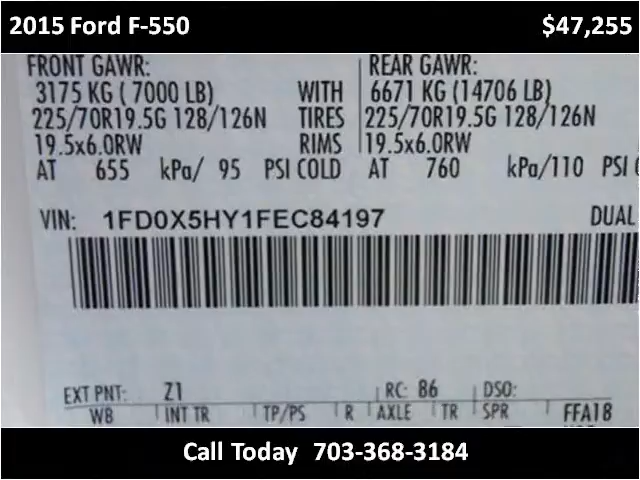 2015 Ford F-550 $47,255
FRONT GAWR: REAR GAWR:
3175 KG ( 7000 LB) WITH 6671 KG (14706 LB)
225/70R19.5G 128/126N TIRES 225/70R19.5G 128/126N
19.5x6.0RW RIMS 19.5x6.0RW
AT 655 kPa/ 95 PSI COLD AT 760 kPa/110 PSI
VIN: 1FD0X5HY1FEC84197 DUAL
EXT PNT: Z1 RC: 86 DSO:
WB INT TR TP/PS R AXLE TR SPR FFA18
Call Today 703-368-3184